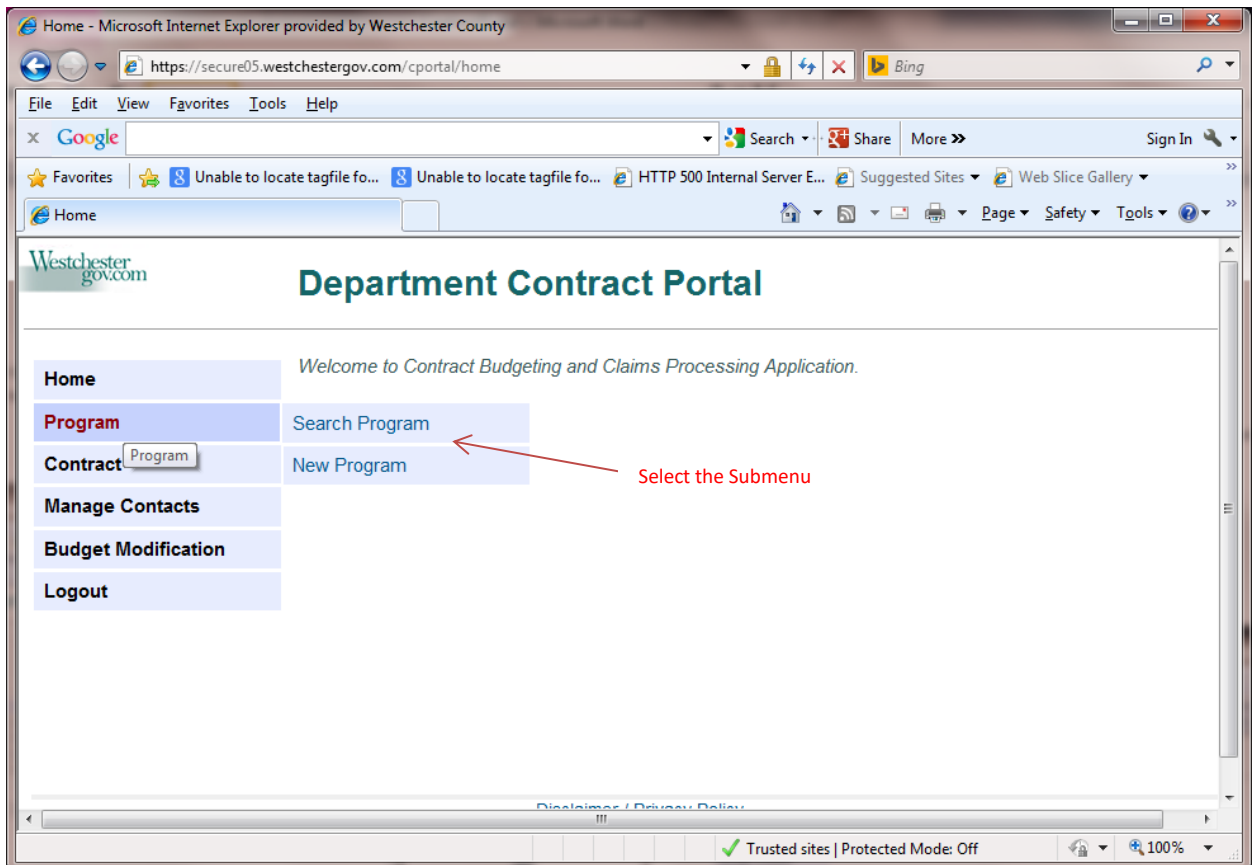 Home - Microsoft Internet Explorer provided by Westchester County
https://secure05.westchestergov.com/cportal/home
Bing
File Edit View Favorites Tools Help
x Google Search Share More >> Sign In
Favorites Unable to locate tagfile fo... Unable to locate tagfile fo... HTTP 500 Internal Server E... Suggested Sites Web Slice Gallery
Home Page Safety Tools
Westchester
gov.com
Department Contract Portal
Welcome to Contract Budgeting and Claims Processing Application.
Home
Program
Search Program
Program
Contract
New Program
Select the Submenu
Manage Contacts
Budget Modification
Logout
Disclaimer / Privacy Policy
Trusted sites | Protected Mode: Off 100%